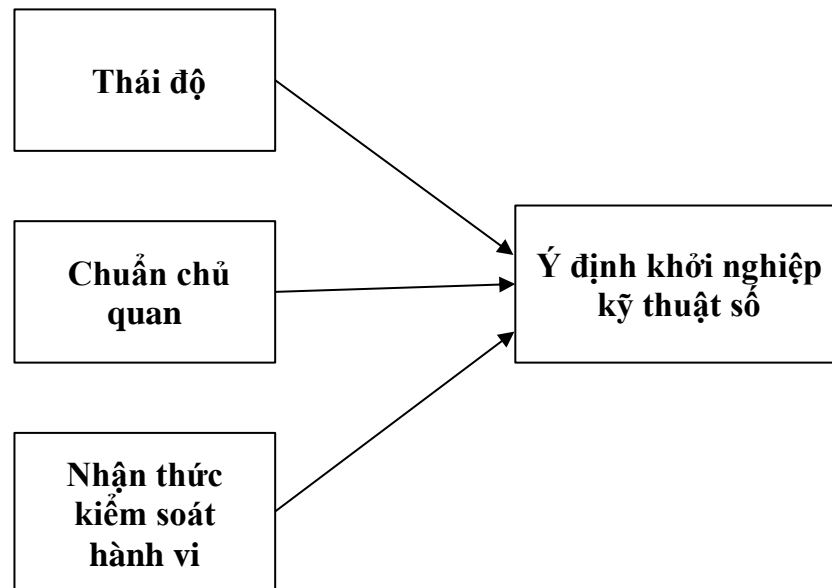 Thái độ
Chuẩn chủ
quan
Nhận thức
kiểm soát
hành vi
Ý định khởi nghiệp
kỹ thuật số